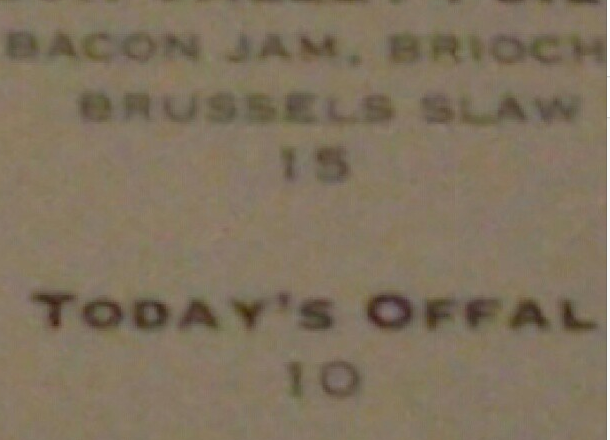 BACON JAM, BRIOCH
BRUSSELS SLAW
15
TODAY'S OFFAL
10